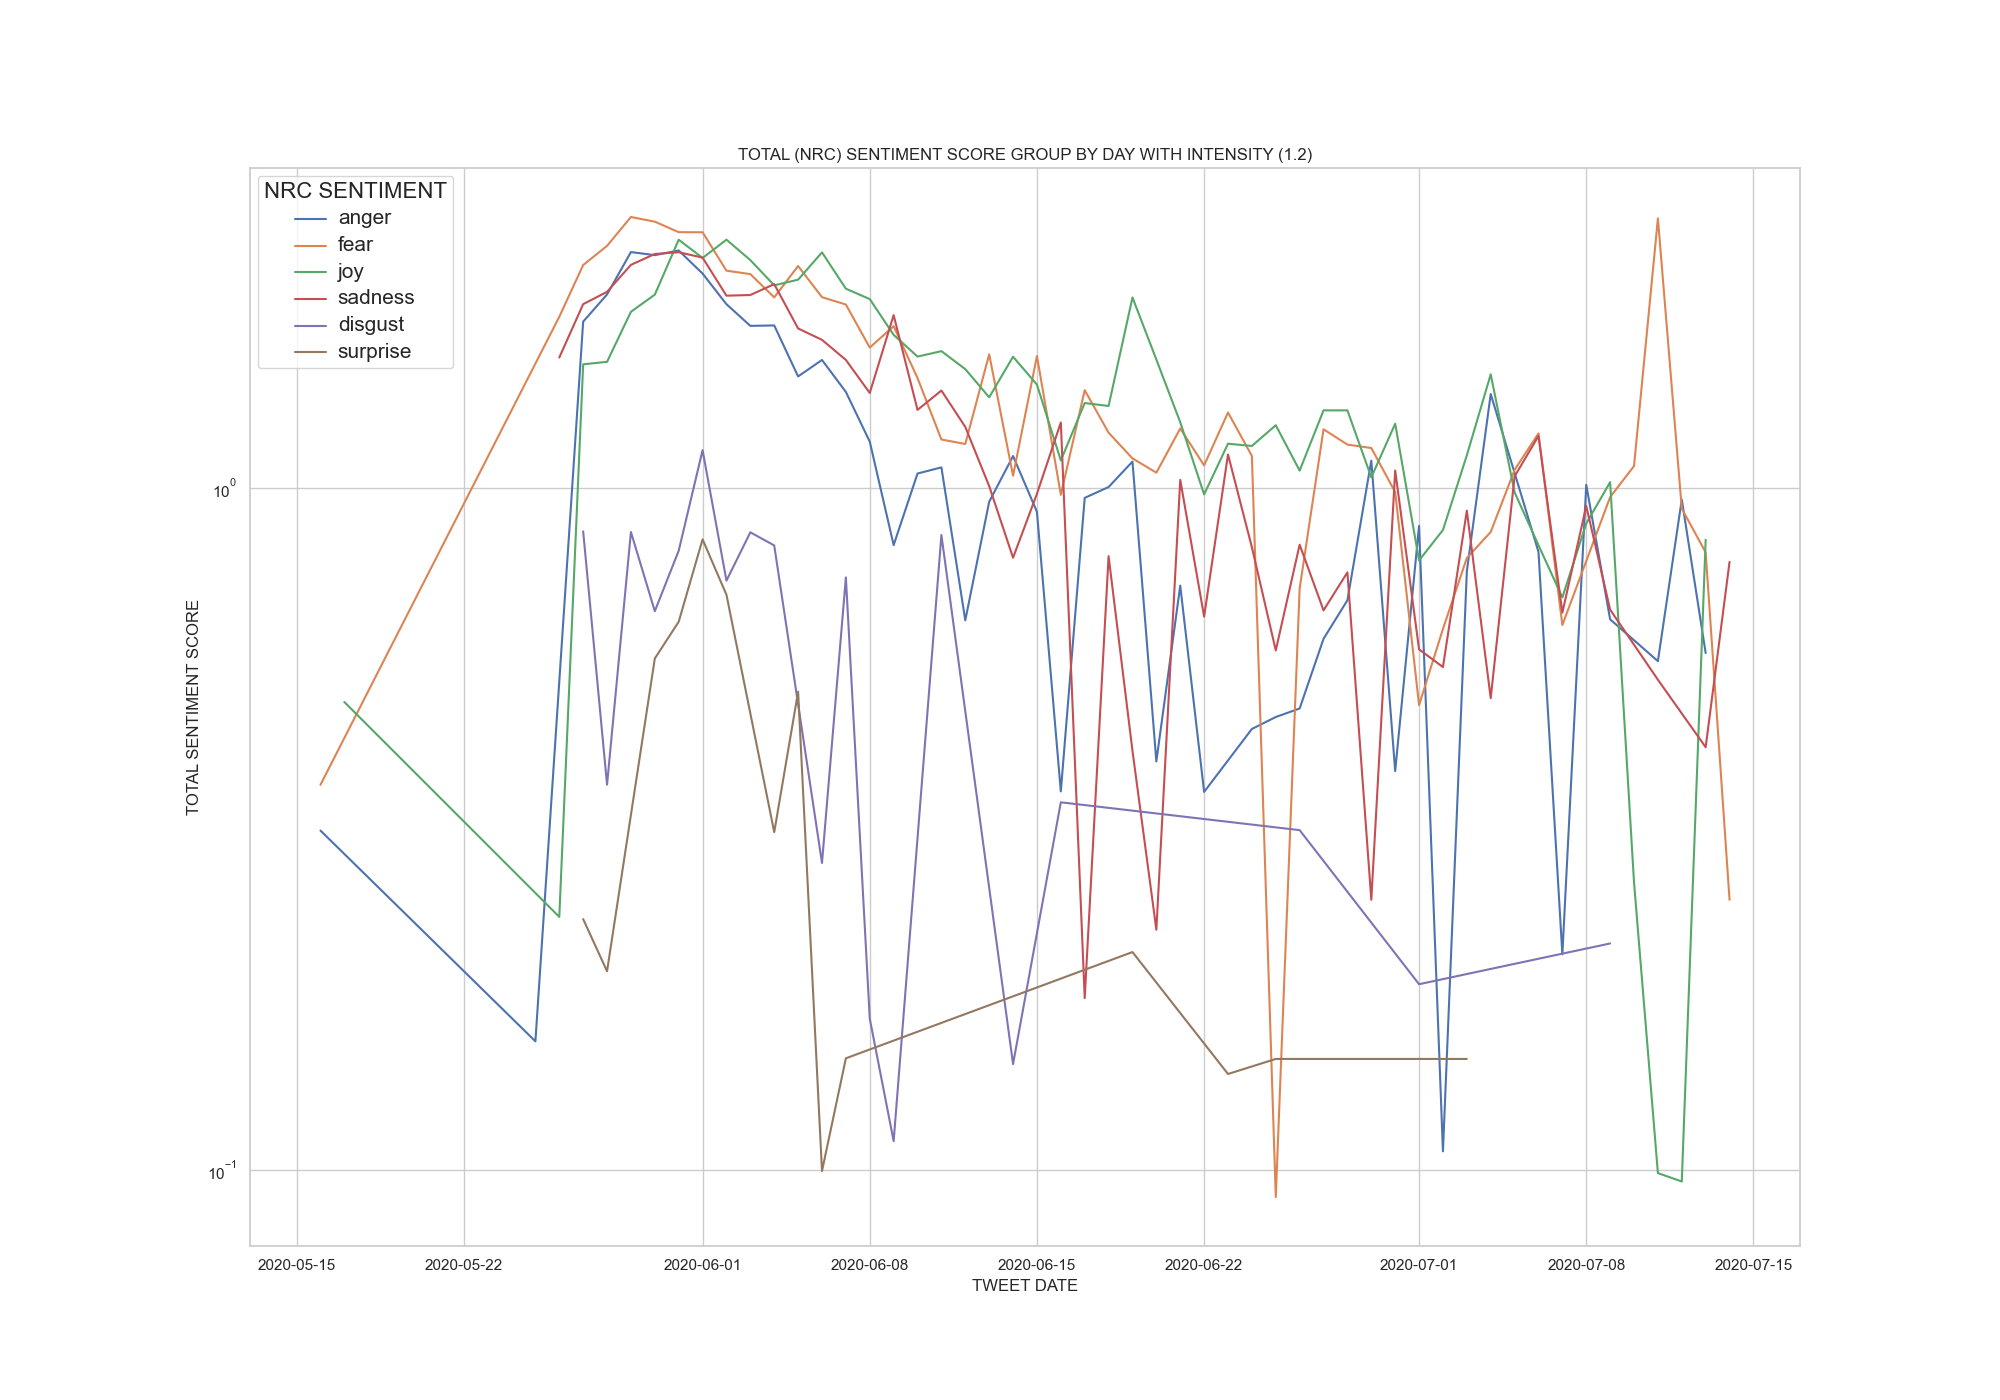 TOTAL (NRC) SENTIMENT SCORE GROUP BY DAY WITH INTENSITY (1.2)
NRC SENTIMENT
anger
fear
joy
sadness
disgust
surprise
TOTAL SENTIMENT SCORE
10^0
10^−1
2020-05-15 2020-05-22 2020-06-01 2020-06-08 2020-06-15 2020-06-22 2020-07-01 2020-07-08 2020-07-15
TWEET DATE